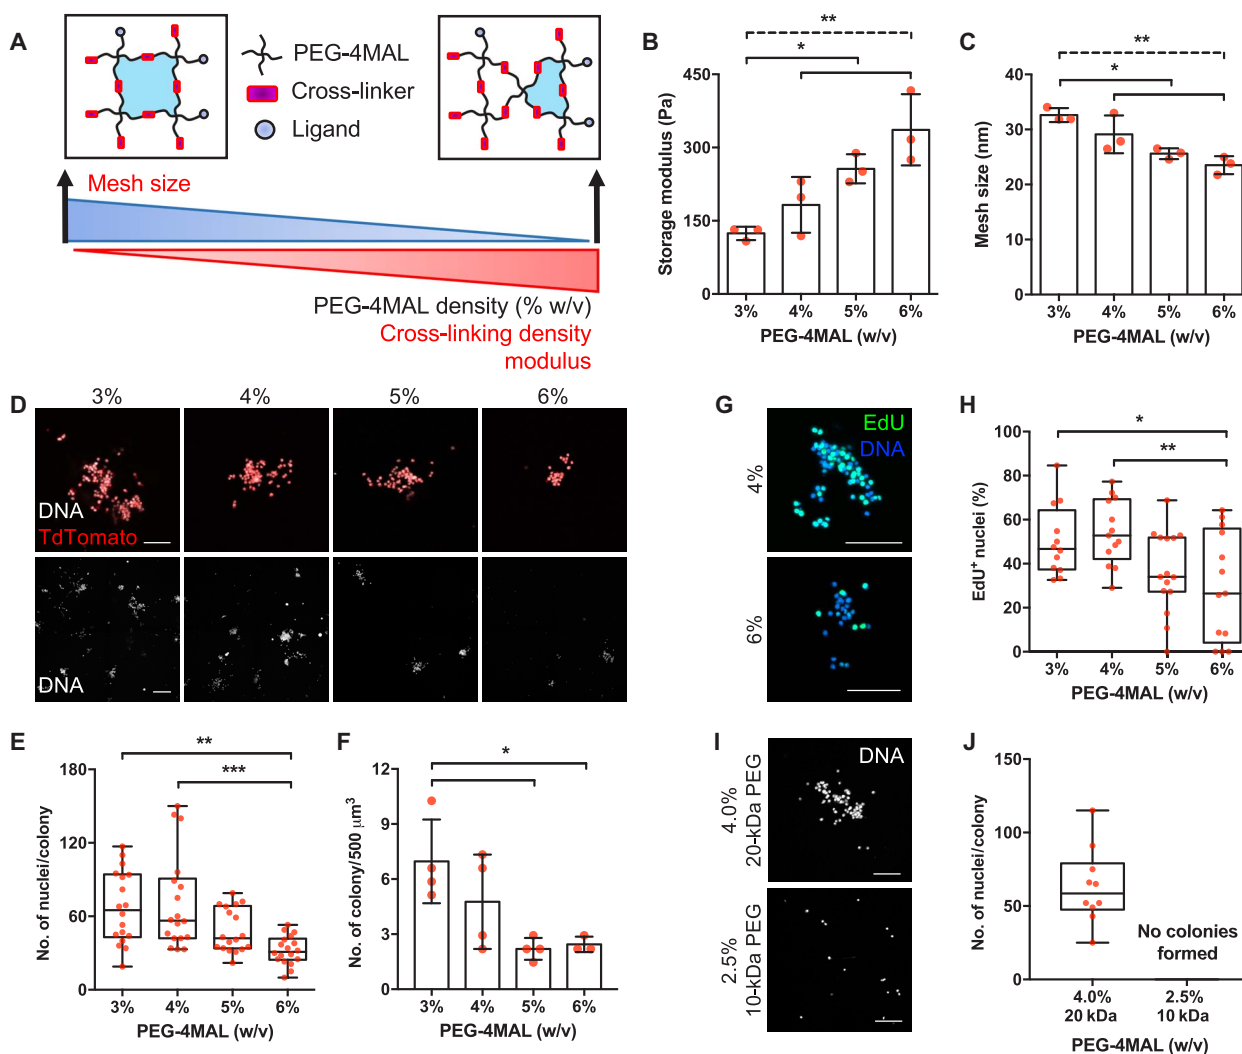 A
PEG-4MAL
Cross-linker
Ligand
Mesh size
PEG-4MAL density (% w/v)
Cross-linking density
modulus
B
**
*
Storage modulus (Pa)
450
300
150
0
3% 4% 5% 6%
PEG-4MAL (w/v)
C
**
*
Mesh size (nm)
40
30
20
10
0
3% 4% 5% 6%
PEG-4MAL (w/v)
D
3% 4% 5% 6%
DNA
TdTomato
DNA
G
EdU
DNA
4%
6%
H
*
**
EdU⁺ nuclei (%)
100
80
60
40
20
0
3% 4% 5% 6%
PEG-4MAL (w/v)
E
**
***
No. of nuclei/colony
180
120
60
0
3% 4% 5% 6%
PEG-4MAL (w/v)
F
*
No. of colony/500 μm³
12
9
6
3
0
3% 4% 5% 6%
PEG-4MAL (w/v)
I
DNA
4.0%
20-kDa PEG
2.5%
10-kDa PEG
J
No. of nuclei/colony
150
100
50
0
No colonies
formed
4.0% 2.5%
20 kDa 10 kDa
PEG-4MAL (w/v)